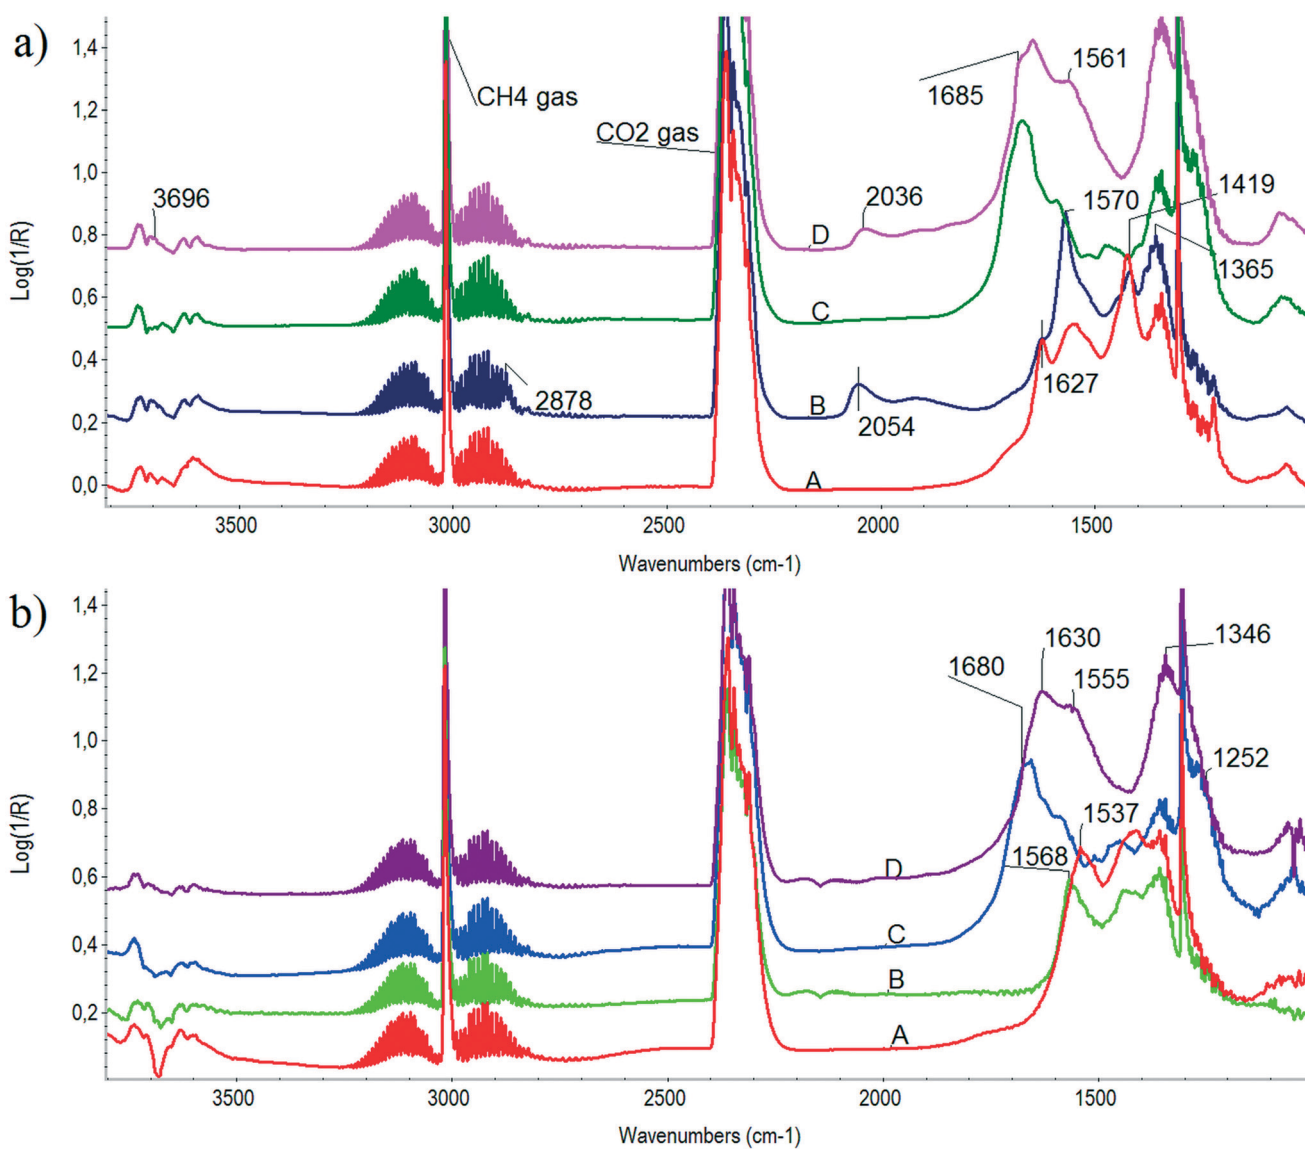 a)
Log(1/R)
1,4
1,2
1,0
0,8
0,6
0,4
0,2
0,0
3696
CH4 gas
CO2 gas
2878
2036
2054
1685
1561
1570
1419
1365
1627
D
C
B
A
3500
3000
2500
2000
1500
Wavenumbers (cm-1)
b)
Log(1/R)
1,4
1,2
1,0
0,8
0,6
0,4
0,2
1680
1630
1555
1346
1252
1537
1568
D
C
B
A
3500
3000
2500
2000
1500
Wavenumbers (cm-1)